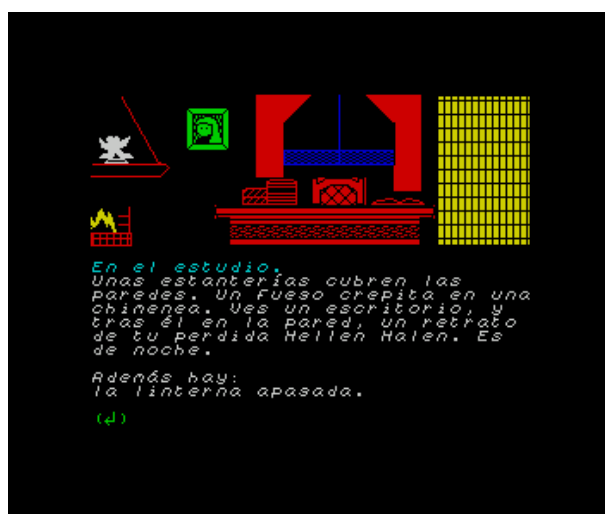 En el estudio.
Unas estanterías cubren las
paredes. Un fuego crepita en una
chimenea. Ves un escritorio, y
tras él en la pared, un retrato
de tu perdida Hellen Halen. Es
de noche.
Además hay:
la linterna apagada.
(↲)